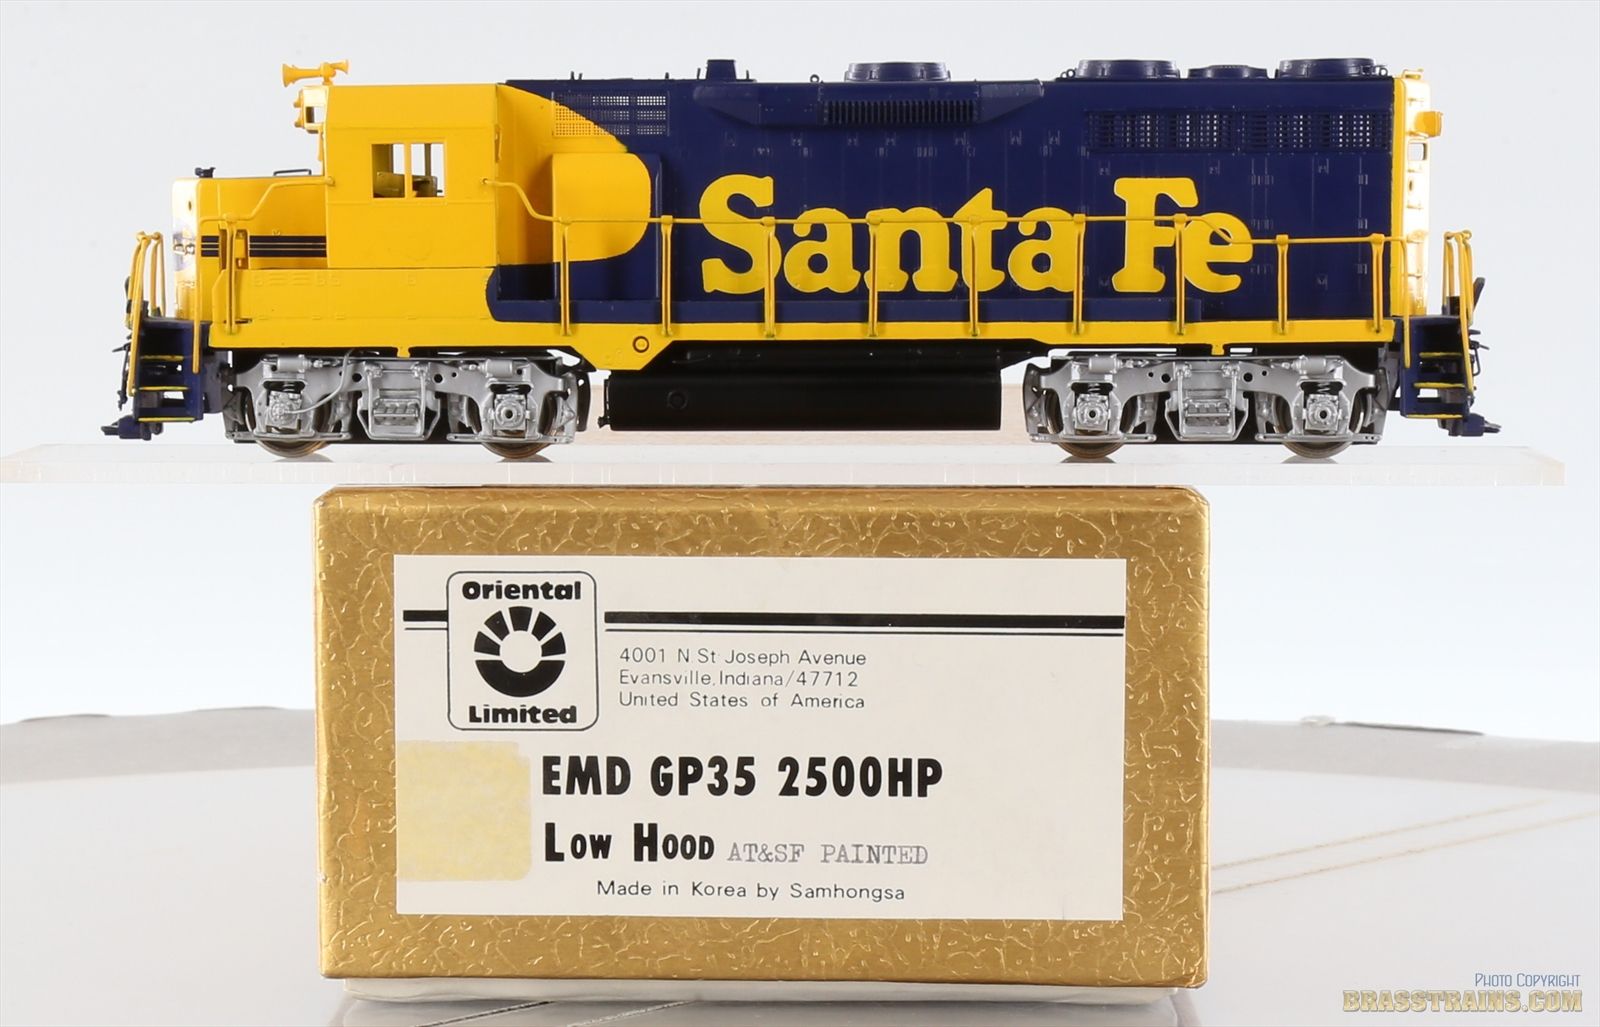 Santa Fe
Oriental
Limited
4001 N. St. Joseph Avenue
Evansville, Indiana/47712
United States of America
EMD GP35 2500HP
Low Hood AT&SF PAINTED
Made in Korea by Samhongsa
Photo Copyright
BRASSTRAINS.COM